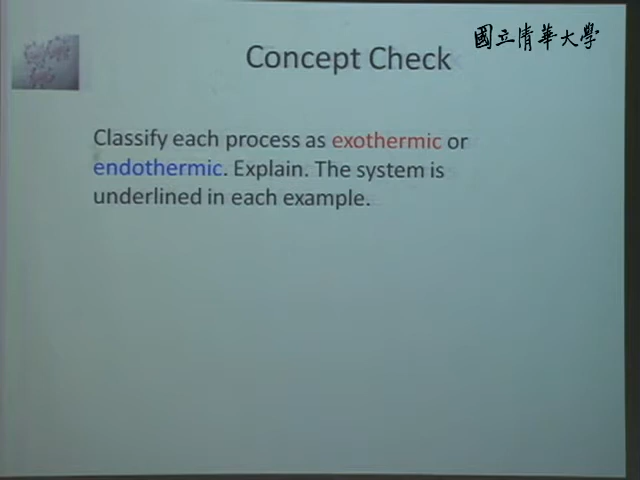 國立清華大學
Concept Check
Classify each process as exothermic or
endothermic. Explain. The system is
underlined in each example.